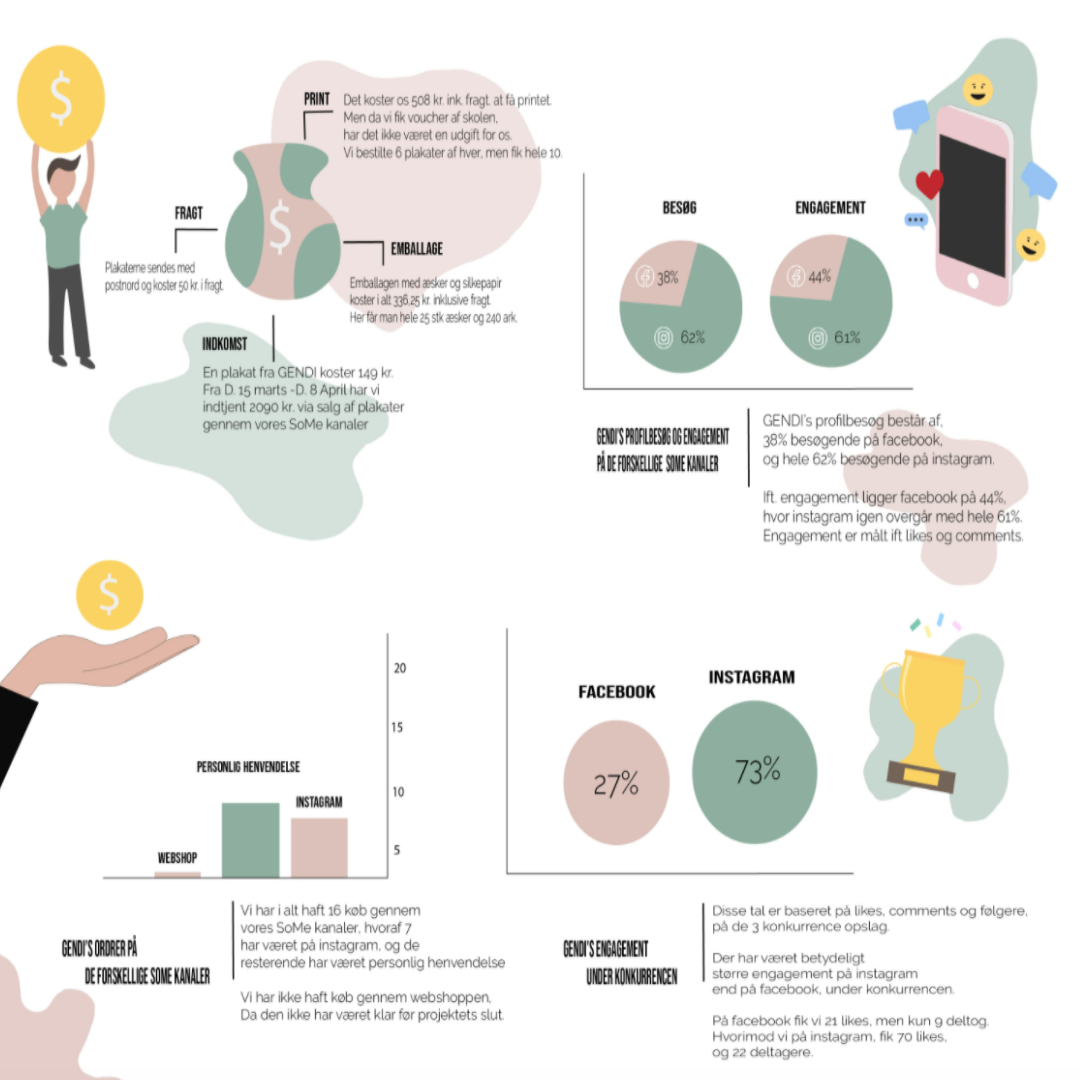 $
PRINT
Det koster os 508 kr. ink. fragt. at få printet.
Men da vi fik voucher af skolen,
har det ikke været en udgift for os.
Vi bestilte 6 plakater af hver, men fik hele 10.
FRAGT
Plakaterne sendes med
postnord og koster 50 kr. i fragt.
$
EMBALLAGE
Emballagen med æsker og silkepapir
koster i alt 336,25 kr. inklusive fragt.
Her får man hele 25 stk æsker og 240 ark.
INDKOMST
En plakat fra GENDI koster 149 kr.
Fra D. 15 marts -D. 8 April har vi
indtjent 2090 kr. via salg af plakater
gennem vores SoMe kanaler
BESØG
38%
62%
ENGAGEMENT
44%
61%
GENDI'S PROFILBESØG OG ENGAGEMENT
PÅ DE FORSKELLIGE SOME KANALER
GENDI's profilbesøg består af,
38% besøgende på facebook,
og hele 62% besøgende på instagram.
Ift. engagement ligger facebook på 44%,
hvor instagram igen overgår med hele 61%.
Engagement er målt ift likes og comments.
$
20
15
10
5
PERSONLIG HENVENDELSE
INSTAGRAM
WEBSHOP
GENDI'S ORDRER PÅ
DE FORSKELLIGE SOME KANALER
Vi har i alt haft 16 køb gennem
vores SoMe kanaler, hvoraf 7
har været på instagram, og de
resterende har været personlig henvendelse
Vi har ikke haft køb gennem webshoppen,
Da den ikke har været klar før projektets slut.
FACEBOOK
27%
INSTAGRAM
73%
GENDI'S ENGAGEMENT
UNDER KONKURRENCEN
Disse tal er baseret på likes, comments og følgere,
på de 3 konkurrence opslag.
Der har været betydeligt
større engagement på instagram
end på facebook, under konkurrencen.
På facebook fik vi 21 likes, men kun 9 deltog.
Hvorimod vi på instagram, fik 70 likes,
og 22 deltagere.